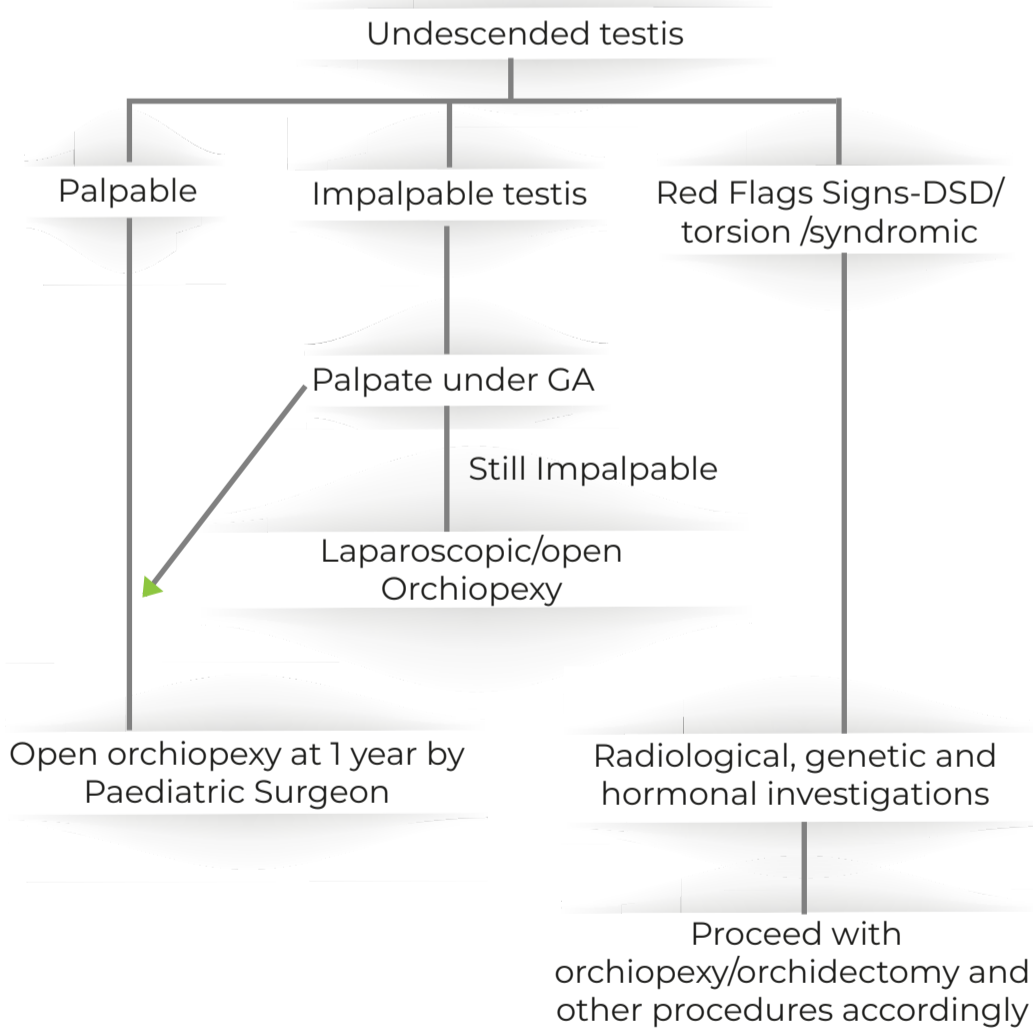 Undescended testis
Palpable
Impalpable testis
Red Flags Signs-DSD/
torsion /syndromic
Palpate under GA
Still Impalpable
Laparoscopic/open
Orchiopexy
Open orchiopexy at 1 year by
Paediatric Surgeon
Radiological, genetic and
hormonal investigations
Proceed with
orchiopexy/orchidectomy and
other procedures accordingly